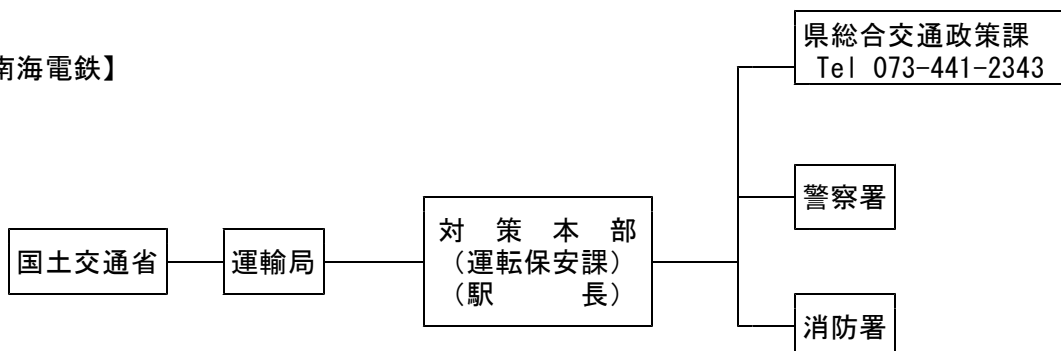 南海電鉄】
県総合交通政策課
Tel 073-441-2343
警察署
国土交通省
運輸局
対 策 本 部
（運転保安課）
（駅 長）
消防署